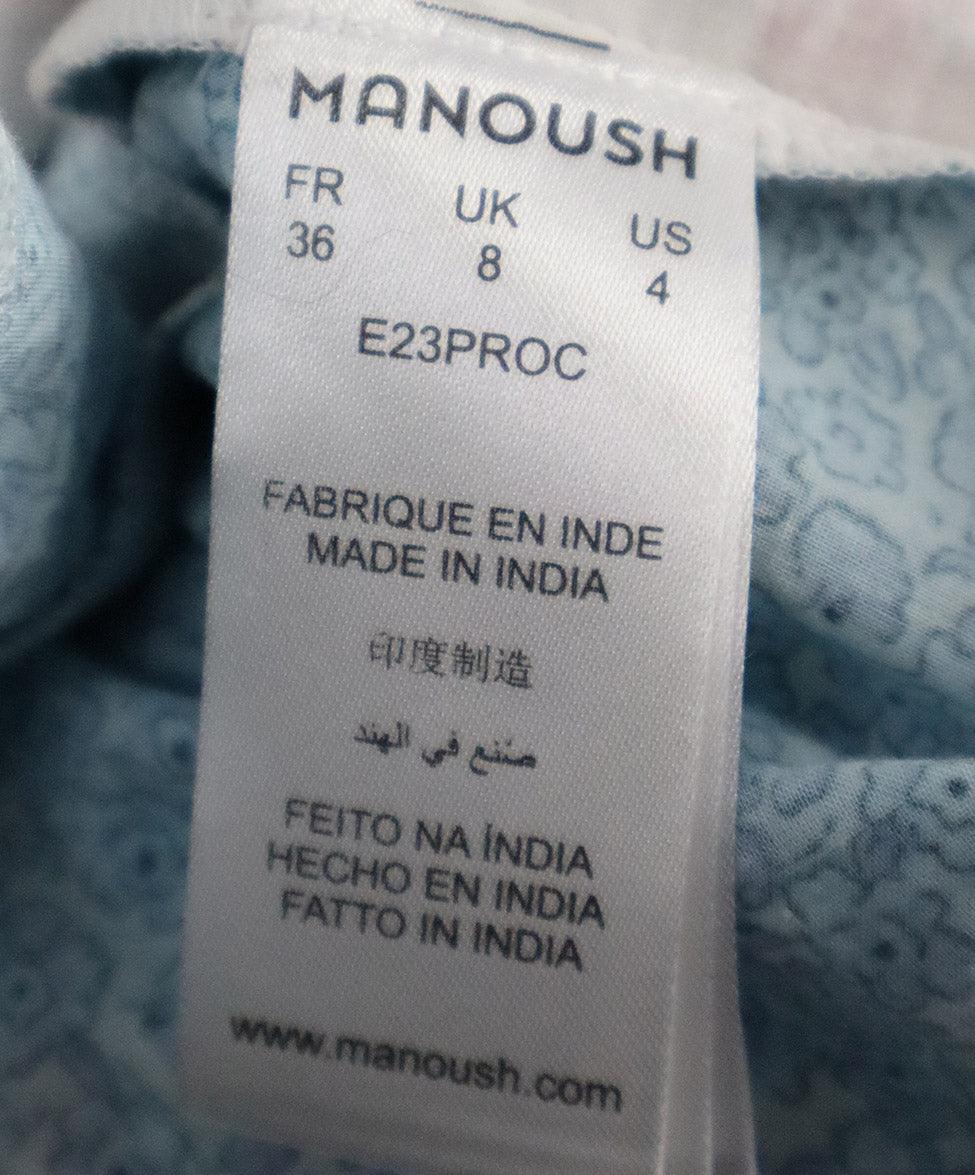 MANOUSH
FR UK US
36 8 4
E23PROC
FABRIQUE EN INDE
MADE IN INDIA
印度制造
صنع في الهند
FEITO NA ÍNDIA
HECHO EN INDIA
FATTO IN INDIA
www.manoush.com